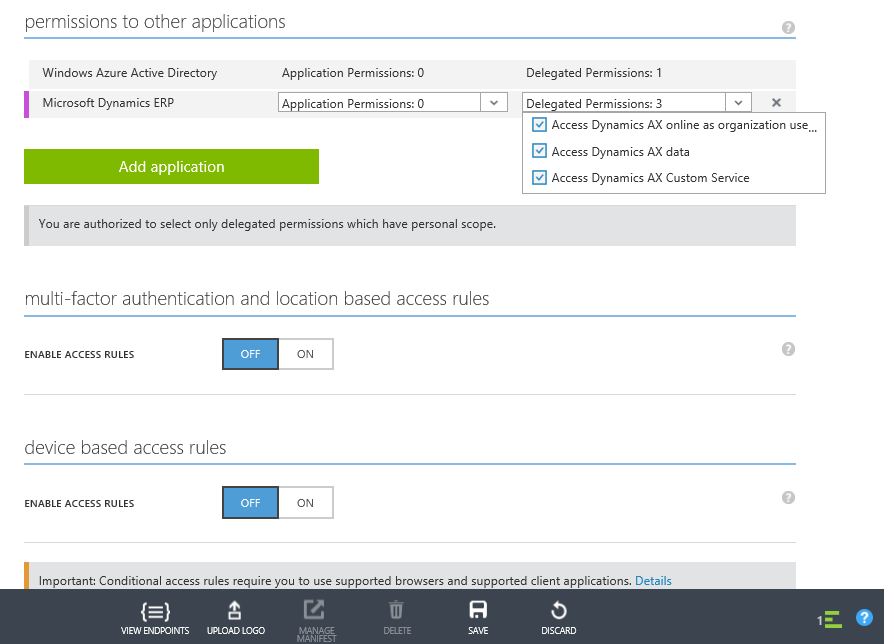 permissions to other applications
?
Windows Azure Active Directory Application Permissions: 0 Delegated Permissions: 1
Microsoft Dynamics ERP Application Permissions: 0 Delegated Permissions: 3
Access Dynamics AX online as organization use...
Access Dynamics AX data
Access Dynamics AX Custom Service
Add application
You are authorized to select only delegated permissions which have personal scope.
multi-factor authentication and location based access rules
ENABLE ACCESS RULES OFF ON ?
device based access rules
ENABLE ACCESS RULES OFF ON ?
Important: Conditional access rules require you to use supported browsers and supported client applications. Details
VIEW ENDPOINTS UPLOAD LOGO MANAGE MANIFEST DELETE SAVE DISCARD 1 ?